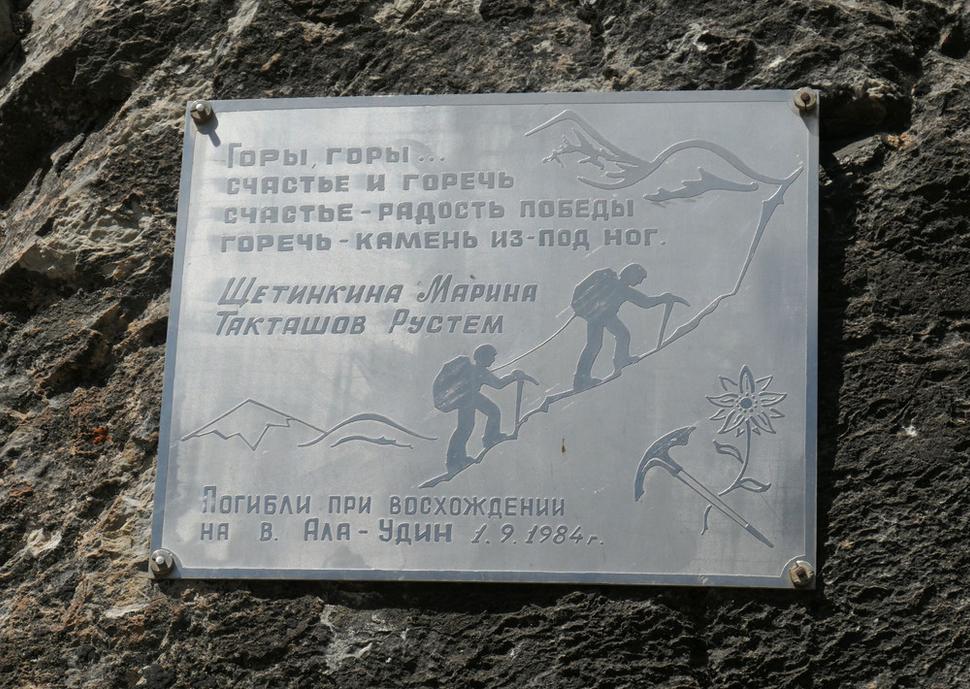 Горы, горы...
счастье и горечь
счастье - радость победы
горечь - камень из-под ног.
Щетинкина Марина
Такташов Рустем
Погибли при восхождении
на в. Ала - Удин 1.9.1984г.